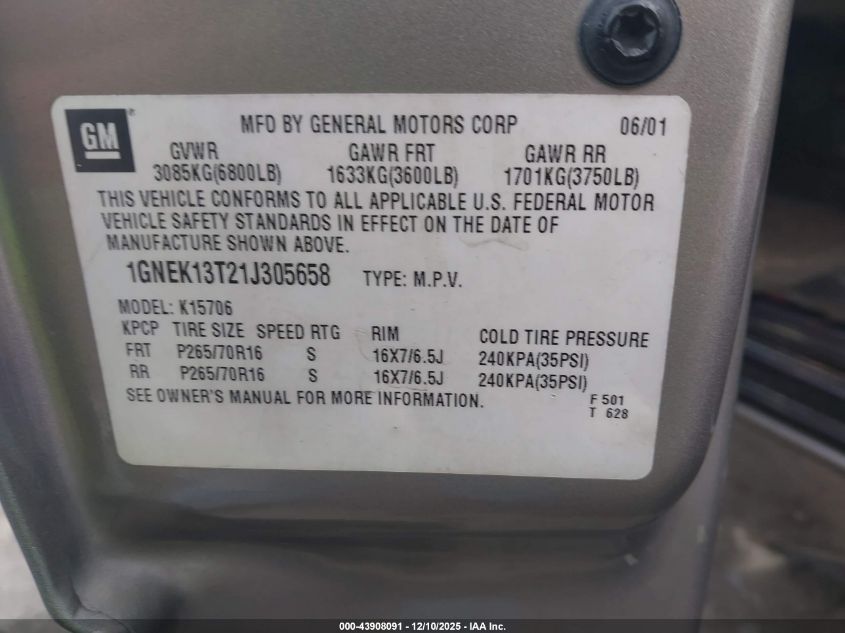 GM
MFD BY GENERAL MOTORS CORP 06/01
GVWR GAWR FRT GAWR RR
3085KG(6800LB) 1633KG(3600LB) 1701KG(3750LB)
THIS VEHICLE CONFORMS TO ALL APPLICABLE U.S. FEDERAL MOTOR
VEHICLE SAFETY STANDARDS IN EFFECT ON THE DATE OF
MANUFACTURE SHOWN ABOVE.
1GNEK13T21J305658 TYPE: M.P.V.
MODEL: K15706
KPCP TIRE SIZE SPEED RTG RIM COLD TIRE PRESSURE
FRT P265/70R16 S 16X7/6.5J 240KPA(35PSI)
RR P265/70R16 S 16X7/6.5J 240KPA(35PSI)
SEE OWNER'S MANUAL FOR MORE INFORMATION. F 501
T 628
000-43908091 - 12/10/2025 - IAA Inc.